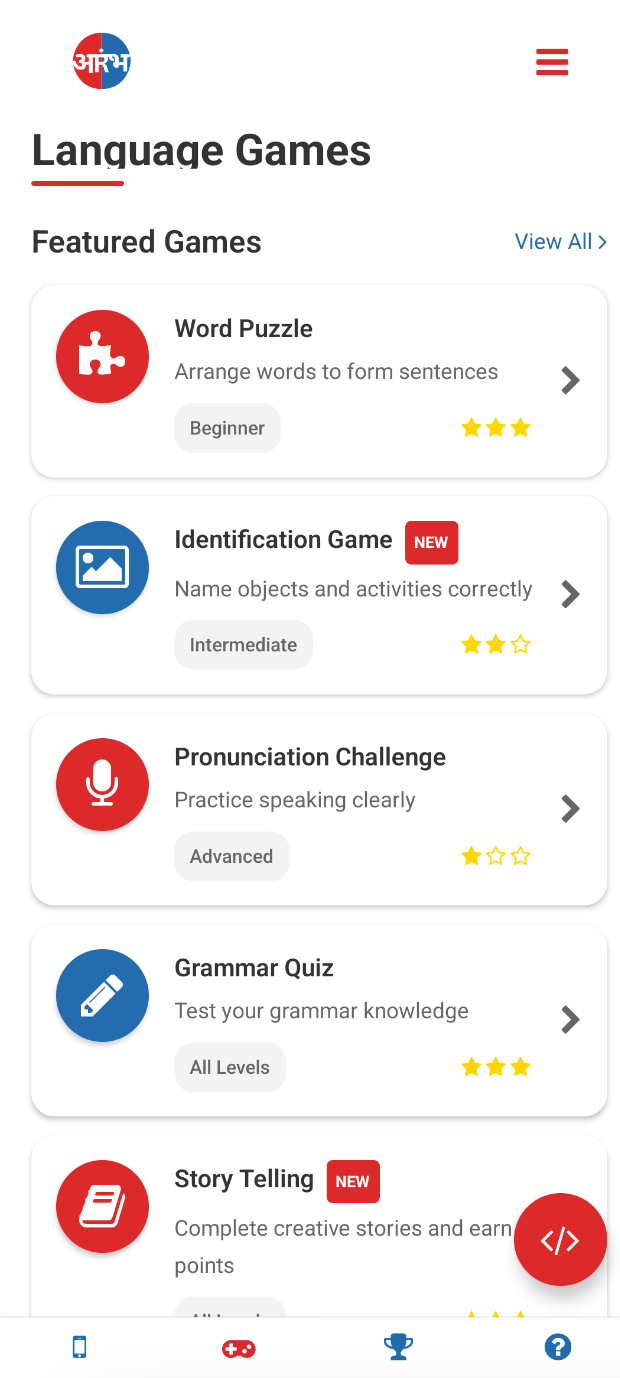 आरंभ
Language Games
Featured Games
View All
Word Puzzle
Arrange words to form sentences
Beginner
Identification Game NEW
Name objects and activities correctly
Intermediate
Pronunciation Challenge
Practice speaking clearly
Advanced
Grammar Quiz
Test your grammar knowledge
All Levels
Story Telling NEW
Complete creative stories and earn
points